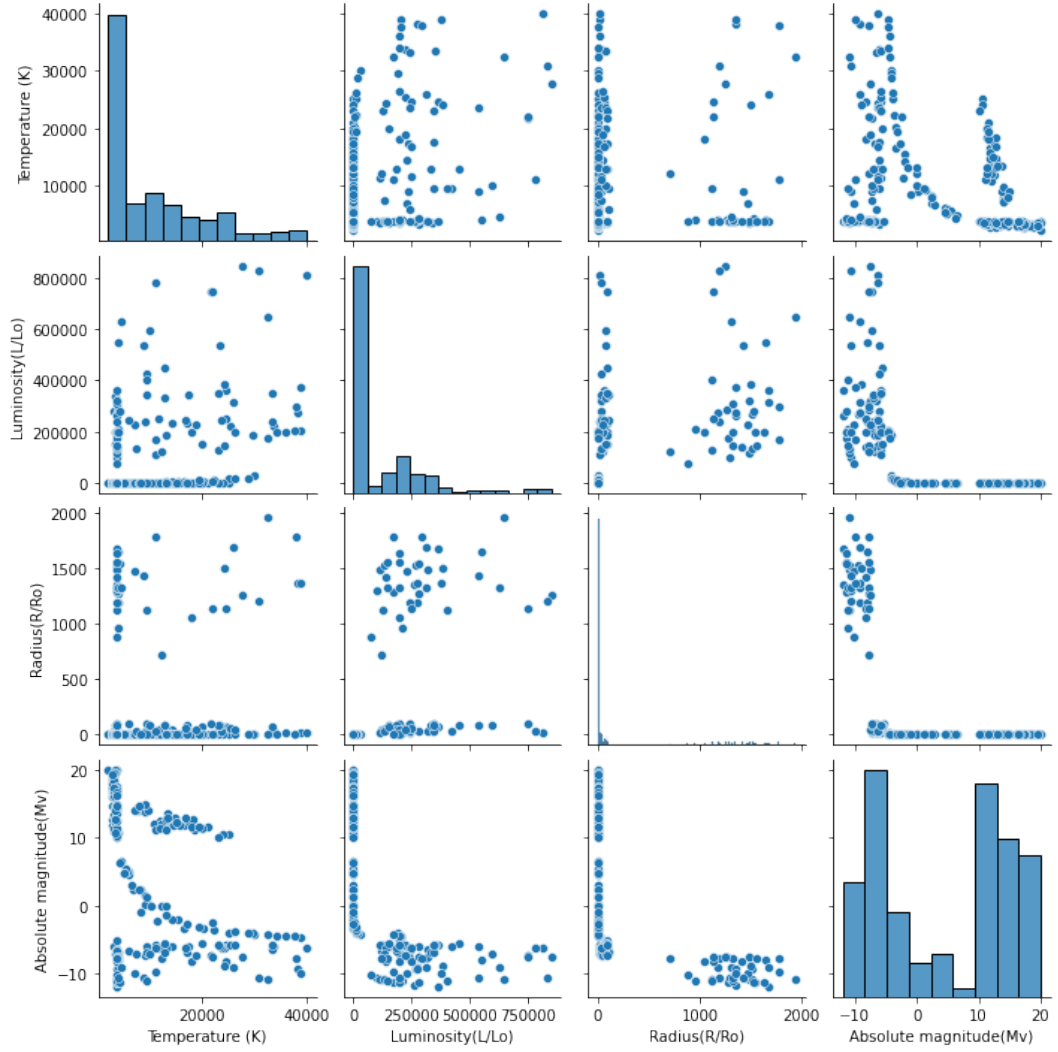 40000
30000
20000
10000
Temperature (K)
800000
600000
400000
200000
0
Luminosity(L/Lo)
2000
1500
1000
500
0
Radius(R/Ro)
20
10
0
−10
Absolute magnitude(Mv)
20000 40000
Temperature (K)
0 250000 500000 750000
Luminosity(L/Lo)
0 1000 2000
Radius(R/Ro)
−10 0 10 20
Absolute magnitude(Mv)